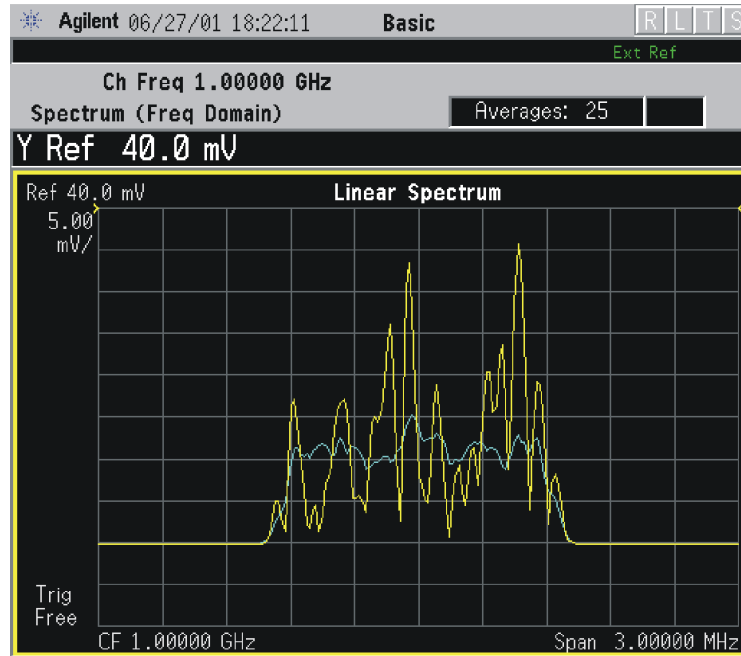 Agilent 06/27/01 18:22:11 Basic R L T S
Ext Ref
Ch Freq 1.00000 GHz
Spectrum (Freq Domain) Averages: 25
Y Ref 40.0 mV
Ref 40.0 mV Linear Spectrum
5.00
mV/
Trig
Free
CF 1.00000 GHz Span 3.00000 MHz